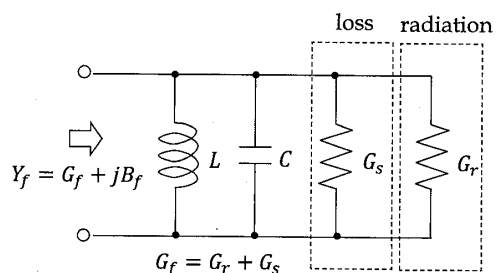 loss radiation
L C G_s G_r
Y_f = G_f + jB_f
G_f = G_r + G_s